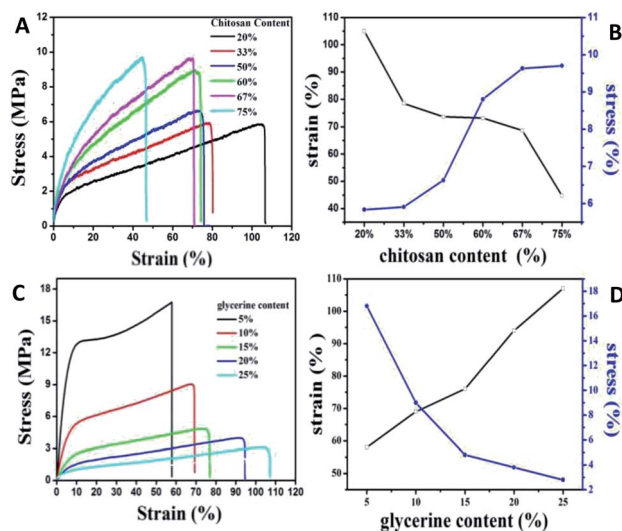 A
Chitosan Content
20%
33%
50%
60%
67%
75%
Stress (MPa)
12
10
8
6
4
2
0
0 20 40 60 80 100 120
Strain (%)
B
strain (%)
110
100
90
80
70
60
50
40
11
10
9
8
7
6
stress (%)
20% 33% 50% 60% 67% 75%
chitosan content (%)
C
glycerine content
5%
10%
15%
20%
25%
Stress (MPa)
18
15
12
9
6
3
0
0 10 20 30 40 50 60 70 80 90 100 110
Strain (%)
D
strain (% )
110
100
90
80
70
60
50
18
16
14
12
10
8
6
4
2
stress (%)
5 10 15 20 25
glycerine content (%)